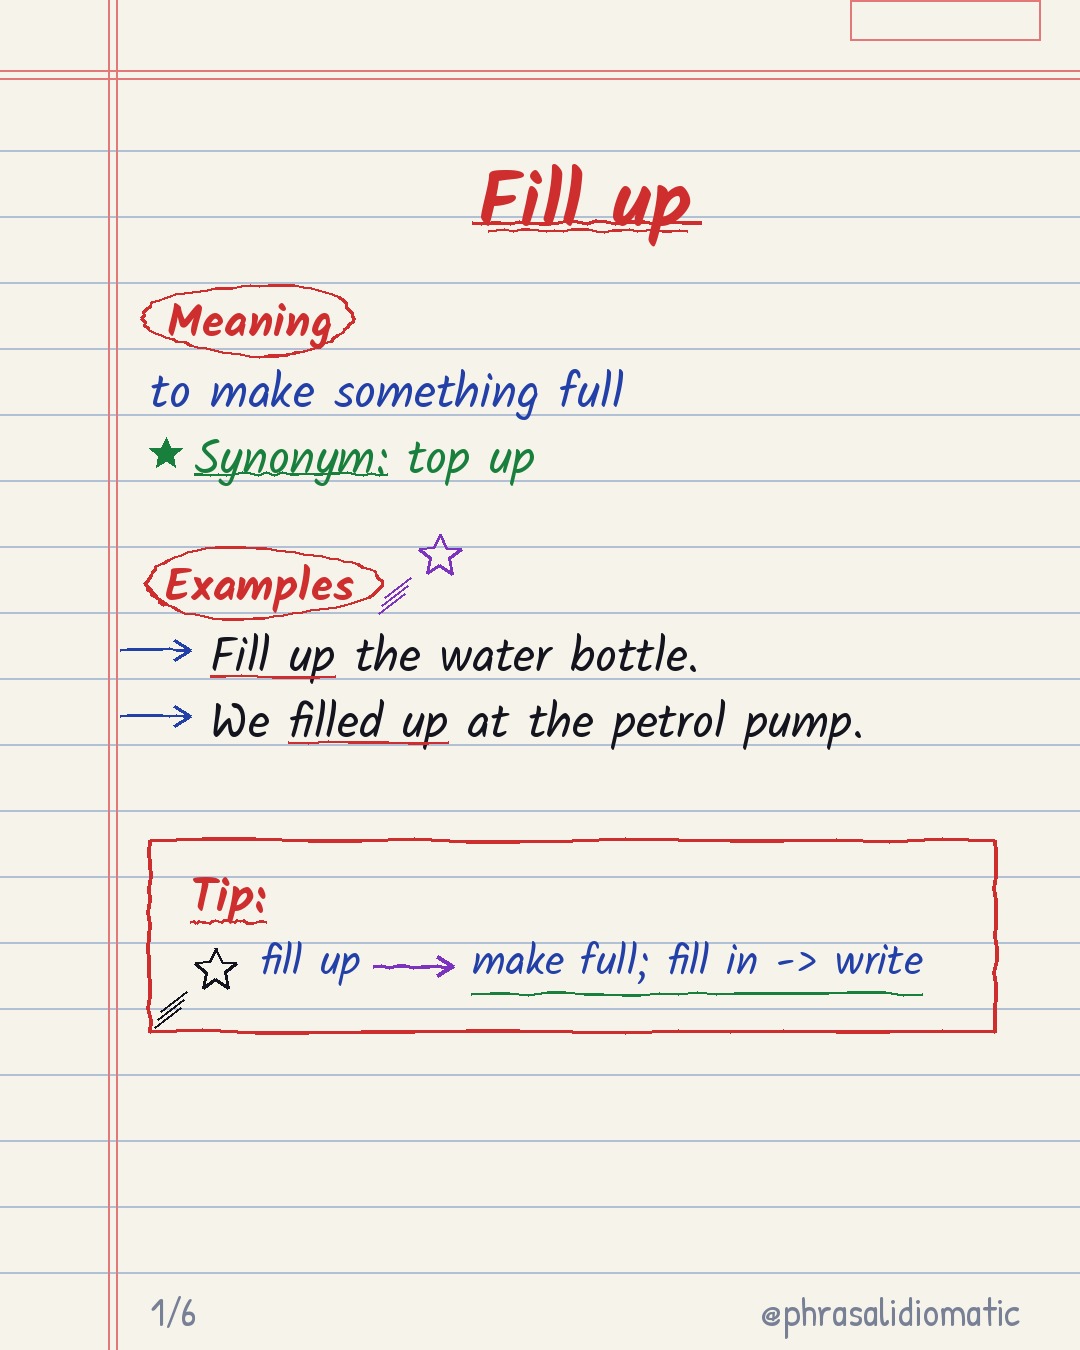 Fill up
Meaning
to make something full
Synonym: top up
Examples
Fill up the water bottle.
We filled up at the petrol pump.
Tip:
fill up → make full; fill in -> write
1/6
@phrasalidiomatic